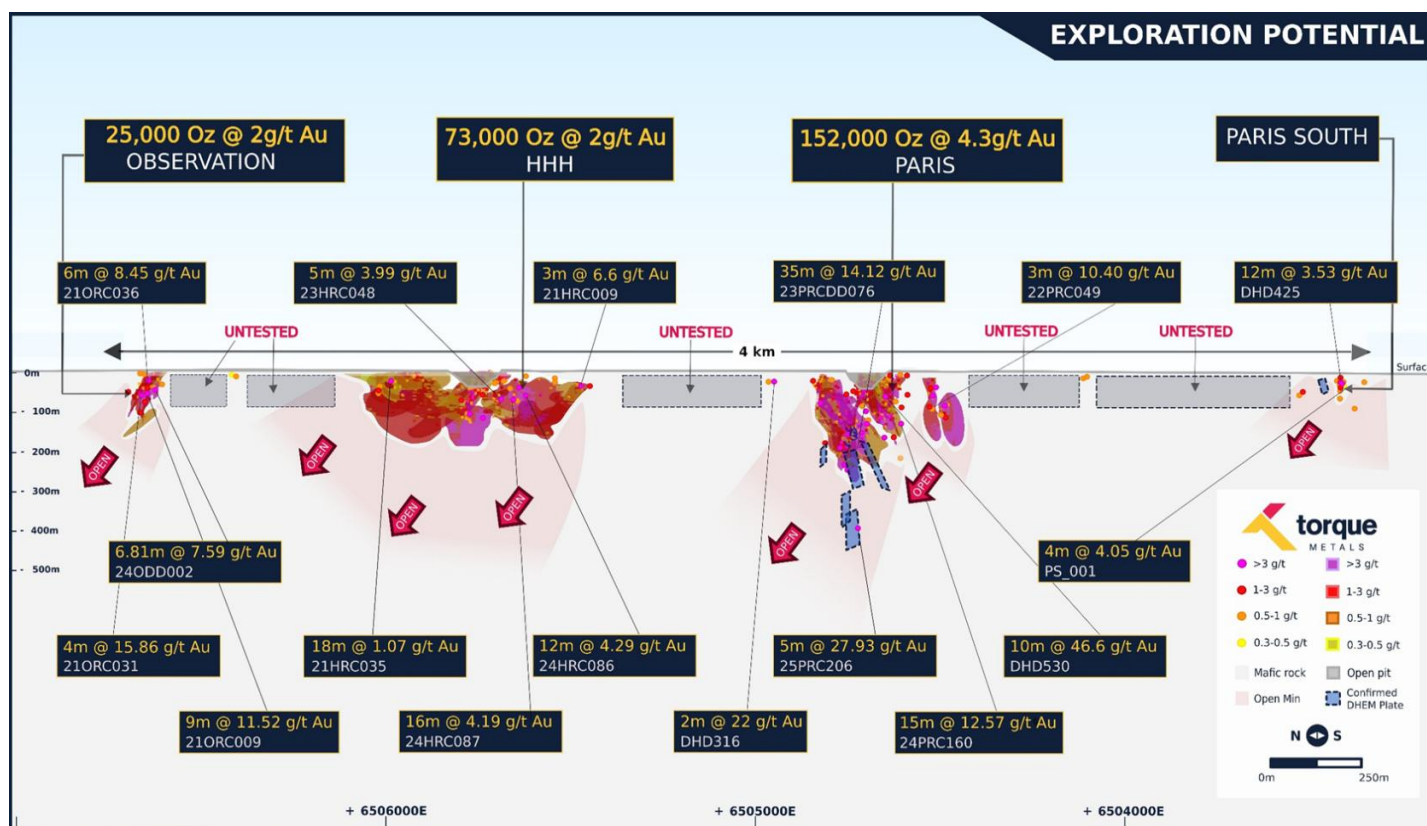 EXPLORATION POTENTIAL
25,000 Oz @ 2g/t Au
OBSERVATION
73,000 Oz @ 2g/t Au
HHH
152,000 Oz @ 4.3g/t Au
PARIS
PARIS SOUTH
6m @ 8.45 g/t Au
21ORC036
5m @ 3.99 g/t Au
23HRC048
3m @ 6.6 g/t Au
21HRC009
35m @ 14.12 g/t Au
23PRCDD076
3m @ 10.40 g/t Au
22PRC049
12m @ 3.53 g/t Au
DHD425
UNTESTED
UNTESTED
UNTESTED
UNTESTED
4 km
Surfac
0m
- 100m
- 200m
- 300m
- 400m
- 500m
OPEN
OPEN
OPEN
OPEN
OPEN
OPEN
OPEN
6.81m @ 7.59 g/t Au
24ODD002
4m @ 4.05 g/t Au
PS_001
4m @ 15.86 g/t Au
21ORC031
18m @ 1.07 g/t Au
21HRC035
12m @ 4.29 g/t Au
24HRC086
5m @ 27.93 g/t Au
25PRC206
10m @ 46.6 g/t Au
DHD530
9m @ 11.52 g/t Au
21ORC009
16m @ 4.19 g/t Au
24HRC087
2m @ 22 g/t Au
DHD316
15m @ 12.57 g/t Au
24PRC160
torque
METALS
>3 g/t
>3 g/t
1-3 g/t
1-3 g/t
0.5-1 g/t
0.5-1 g/t
0.3-0.5 g/t
0.3-0.5 g/t
Mafic rock
Open pit
Open Min
Confirmed
DHEM Plate
N S
0m 250m
+ 6506000E
+ 6505000E
+ 6504000E